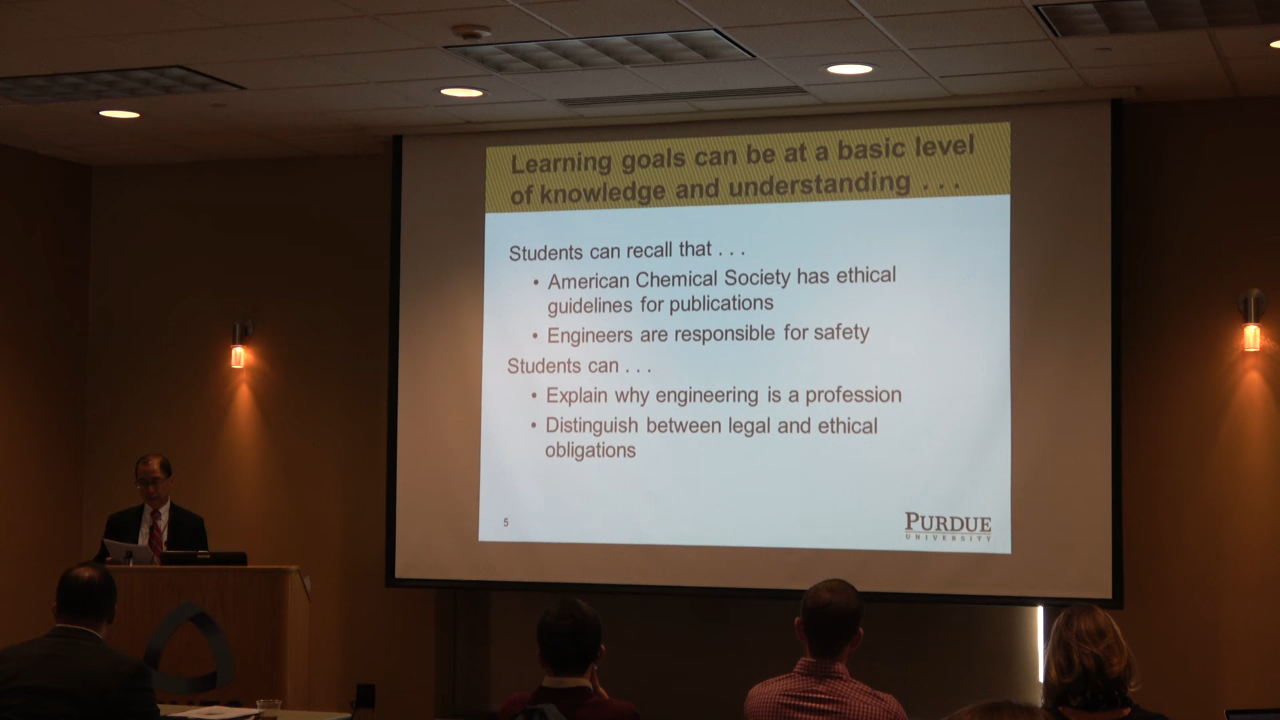 Learning goals can be at a basic level
of knowledge and understanding . . .
Students can recall that . . .
• American Chemical Society has ethical
guidelines for publications
• Engineers are responsible for safety
Students can . . .
• Explain why engineering is a profession
• Distinguish between legal and ethical
obligations
5
PURDUE
UNIVERSITY